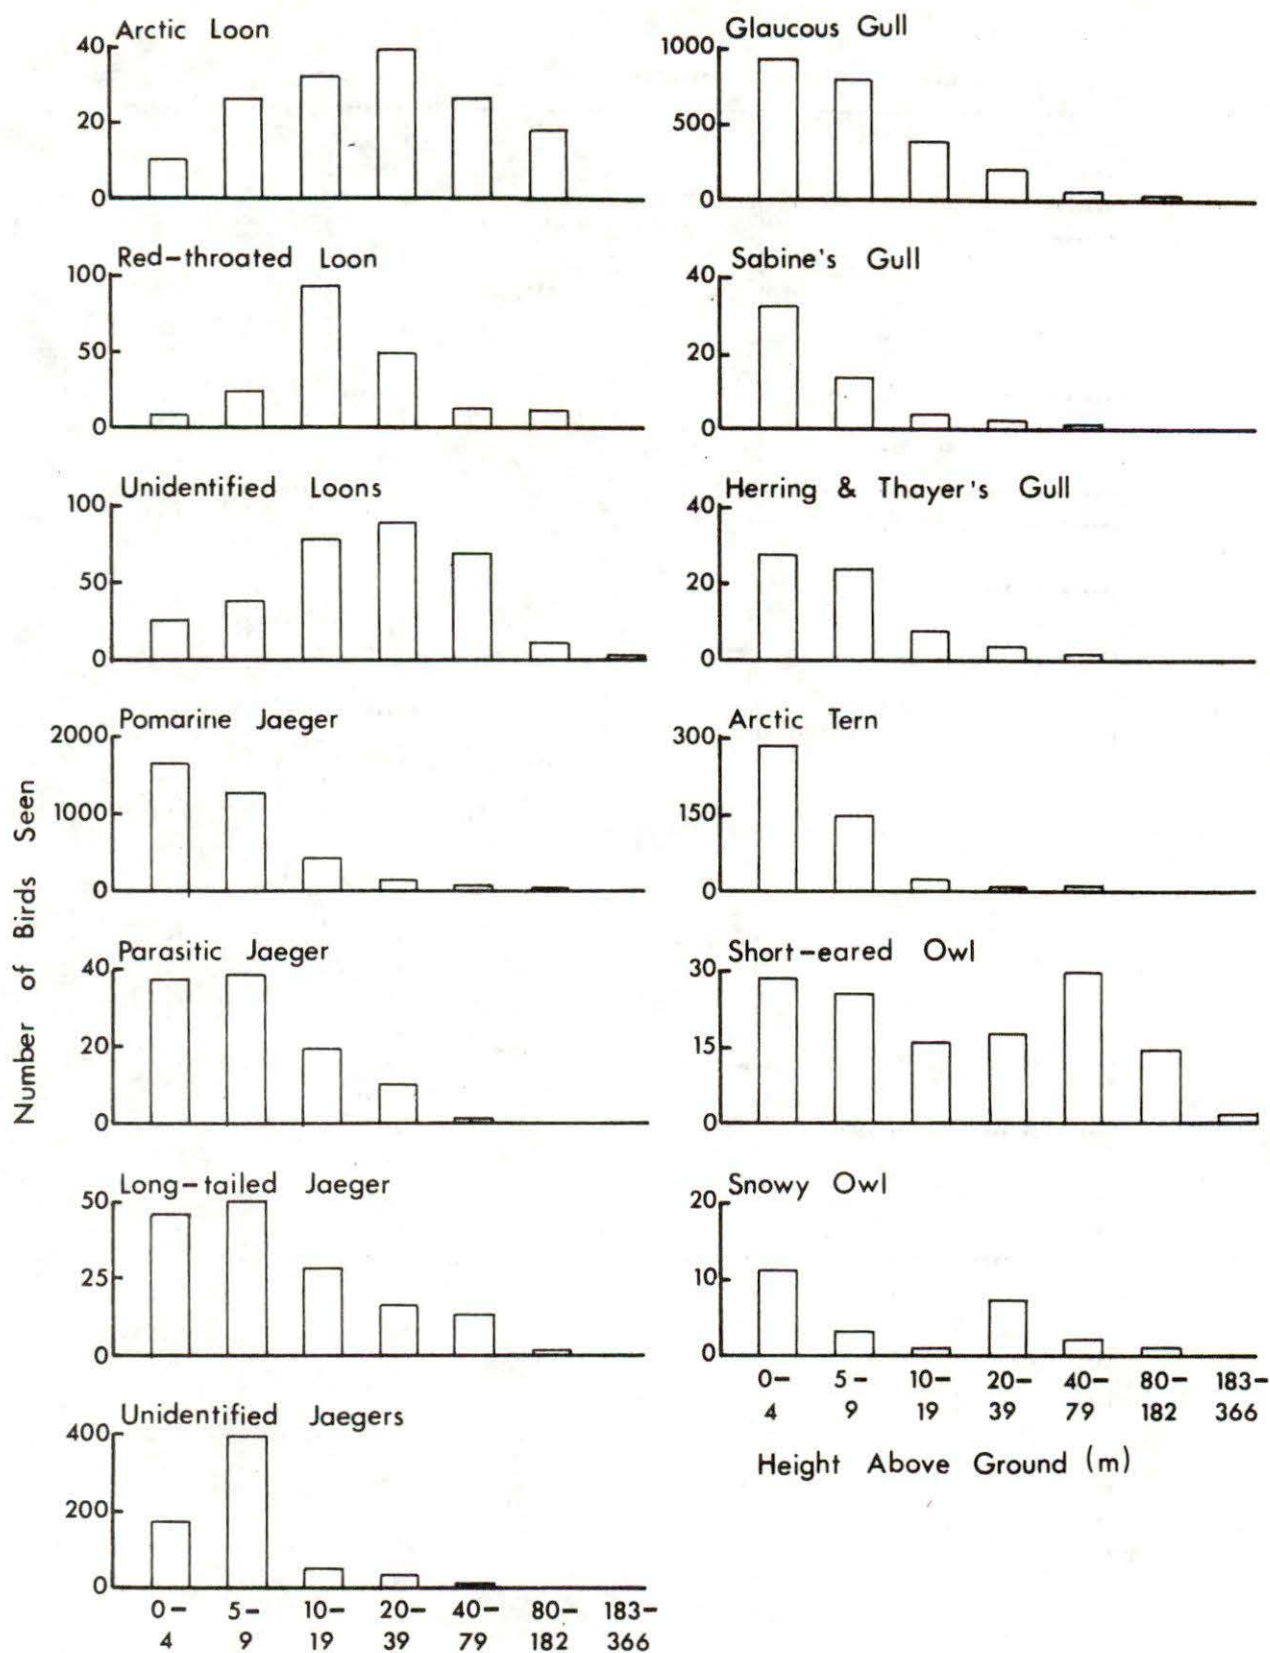 Arctic Loon
40
20
0
Red-throated Loon
100
50
0
Unidentified Loons
100
50
0
Pomarine Jaeger
2000
1000
0
Parasitic Jaeger
40
20
0
Long-tailed Jaeger
50
25
0
Unidentified Jaegers
400
200
0
0- 5- 10- 20- 40- 80- 183-
4 9 19 39 79 182 366
Number of Birds Seen
Glaucous Gull
1000
500
0
Sabine's Gull
40
20
0
Herring & Thayer's Gull
40
20
0
Arctic Tern
300
150
0
Short-eared Owl
30
15
0
Snowy Owl
20
10
0
0- 5- 10- 20- 40- 80- 183-
4 9 19 39 79 182 366
Height Above Ground (m)